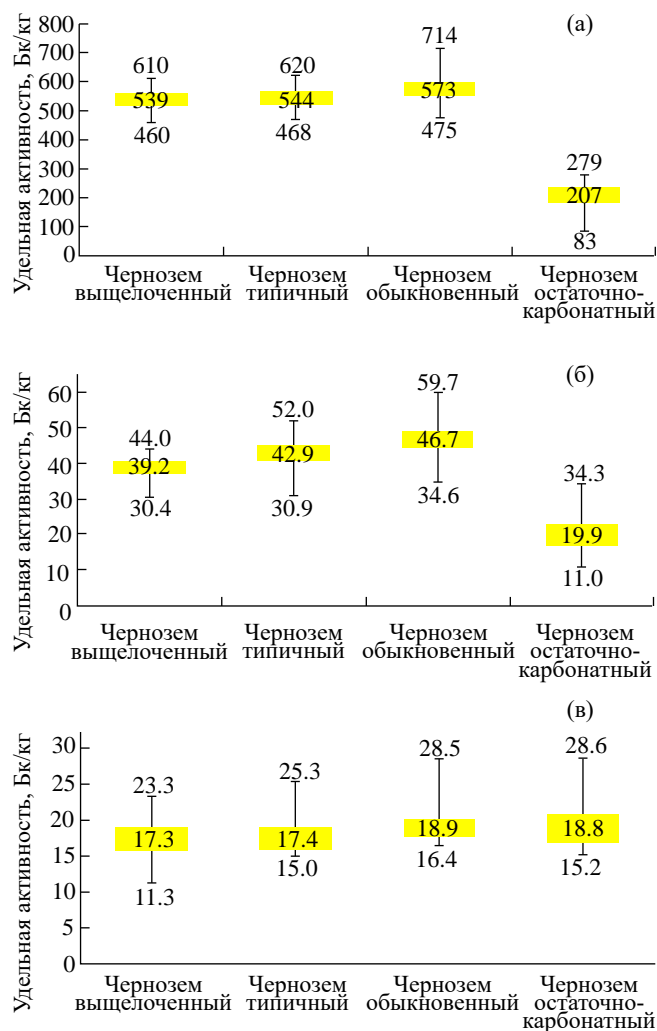 Удельная активность, Бк/кг
(а)
800
700
600
500
400
300
200
100
0
610
539
460
620
544
468
714
573
475
279
207
83
Чернозем
выщелоченный
Чернозем
типичный
Чернозем
обыкновенный
Чернозем
остаточно-
карбонатный
Удельная активность, Бк/кг
(б)
60
50
40
30
20
10
0
44.0
39.2
30.4
52.0
42.9
30.9
59.7
46.7
34.6
34.3
19.9
11.0
Чернозем
выщелоченный
Чернозем
типичный
Чернозем
обыкновенный
Чернозем
остаточно-
карбонатный
Удельная активность, Бк/кг
(в)
30
25
20
15
10
5
0
23.3
17.3
11.3
25.3
17.4
15.0
28.5
18.9
16.4
28.6
18.8
15.2
Чернозем
выщелоченный
Чернозем
типичный
Чернозем
обыкновенный
Чернозем
остаточно-
карбонатный